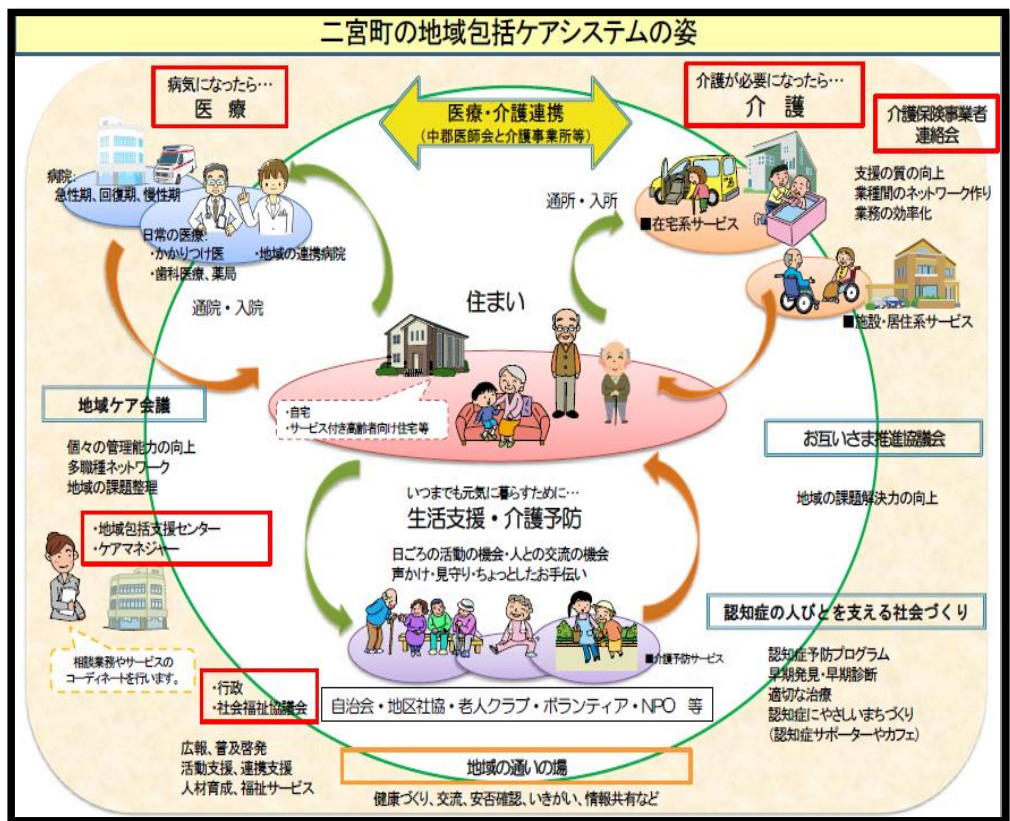 二宮町の地域包括ケアシステムの姿
病気になったら…
医 療
医療・介護連携
(中郡医師会と介護事業所等)
介護が必要になったら…
介 護
介護保険事業者
連絡会
支援の質の向上
業種間のネットワーク作り
業務の効率化
病院:
急性期、回復期、慢性期
日常の医療:
・かかりつけ医
・地域の連携病院
・歯科医療、薬局
通院・入院
通所・入所
■在宅系サービス
■施設・居住系サービス
住まい
・自宅
・サービス付き高齢者向け住宅等
地域ケア会議
個々の管理能力の向上
多職種ネットワーク
地域の課題整理
・地域包括支援センター
・ケアマネジャー
相談業務やサービスの
コーディネートを行います。
お互いさま推進協議会
地域の課題解決力の向上
いつまでも元気に暮らすために…
生活支援・介護予防
日ごろの活動の機会・人との交流の機会
声かけ・見守り・ちょっとしたお手伝い
■介護予防サービス
認知症の人びとを支える社会づくり
認知症予防プログラム
早期発見・早期診断
適切な治療
認知症にやさしいまちづくり
(認知症サポーターやカフェ)
・行政
・社会福祉協議会
自治会・地区社協・老人クラブ・ボランティア・NPO 等
広報、普及啓発
活動支援、連携支援
人材育成、福祉サービス
地域の通いの場
健康づくり、交流、安否確認、いきがい、情報共有など